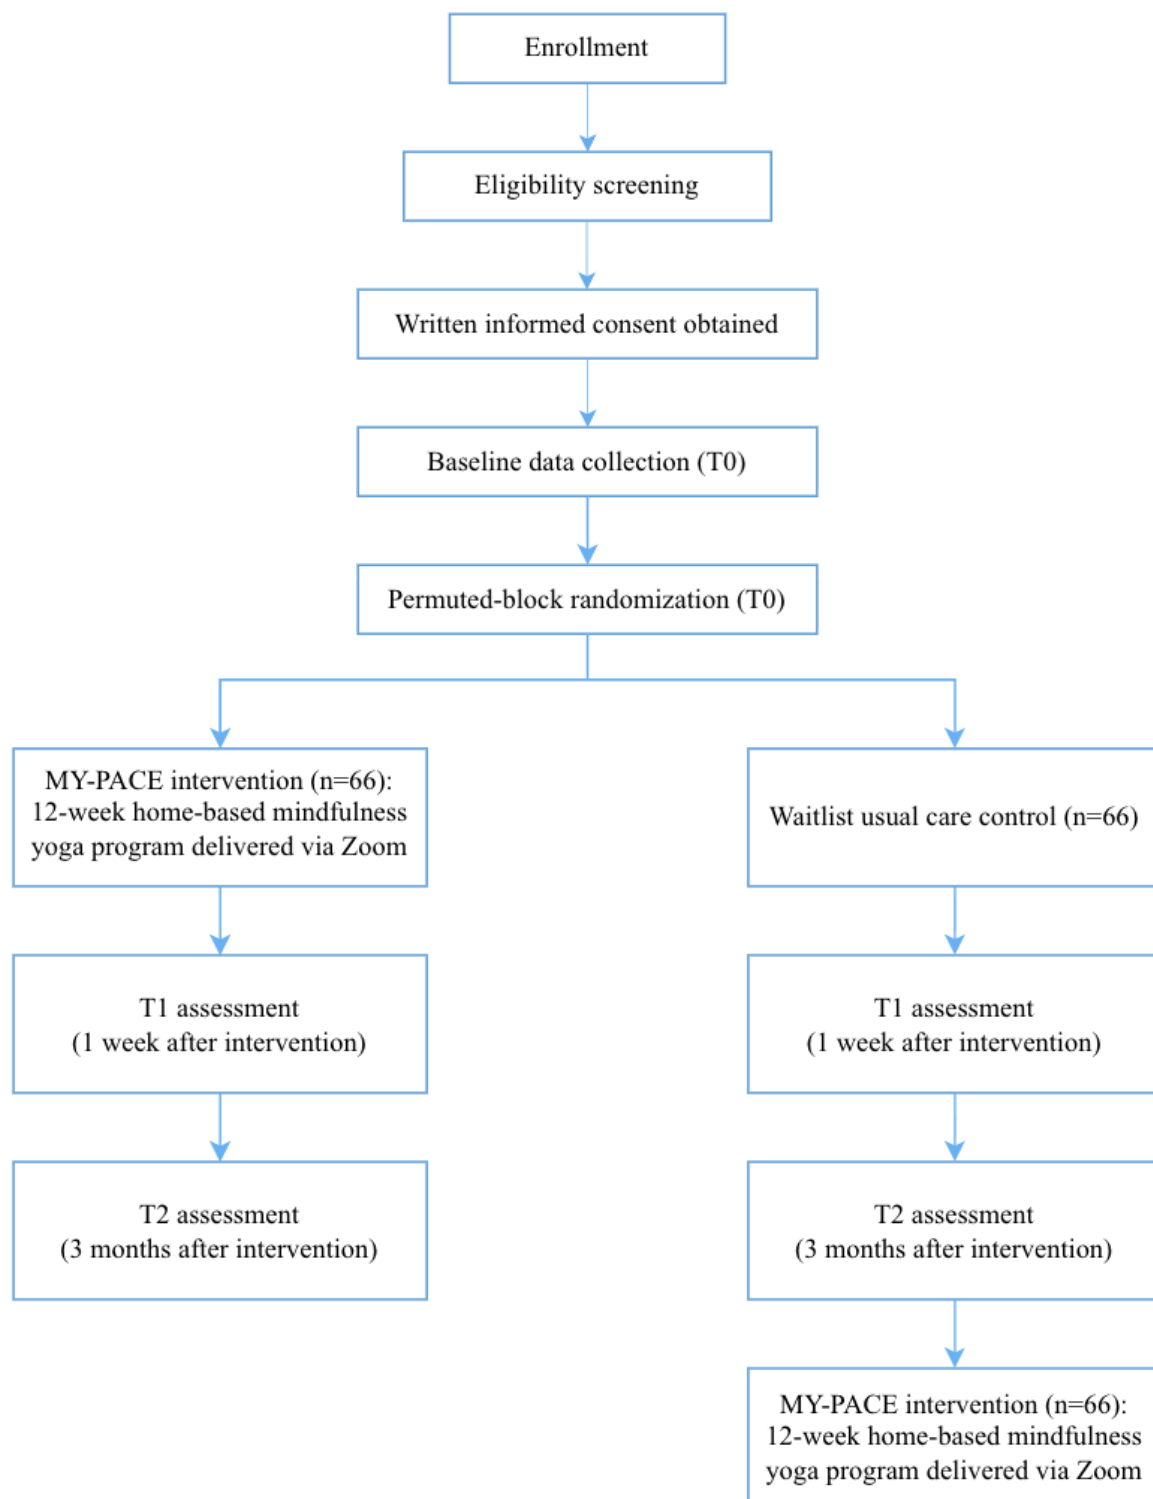 Enrollment
Eligibility screening
Written informed consent obtained
Baseline data collection (T0)
Permuted-block randomization (T0)
MY-PACE intervention (n=66):
12-week home-based mindfulness
yoga program delivered via Zoom
Waitlist usual care control (n=66)
T1 assessment
(1 week after intervention)
T1 assessment
(1 week after intervention)
T2 assessment
(3 months after intervention)
T2 assessment
(3 months after intervention)
MY-PACE intervention (n=66):
12-week home-based mindfulness
yoga program delivered via Zoom